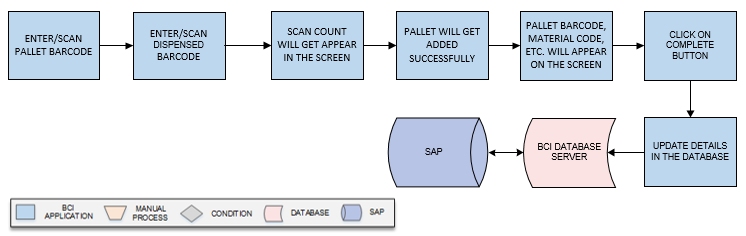 ENTER/SCAN
PALLET BARCODE
ENTER/SCAN
DISPENSED
BARCODE
SCAN COUNT
WILL GET APPEAR
IN THE SCREEN
PALLET WILL GET
ADDED
SUCCESSFULLY
PALLET BARCODE,
MATERIAL CODE,
ETC. WILL APPEAR
ON THE SCREEN
CLICK ON
COMPLETE
BUTTON
SAP
BCI DATABASE
SERVER
UPDATE DETAILS
IN THE DATABASE
BCI
APPLICATION
MANUAL
PROCESS
CONDITION
DATABASE
SAP